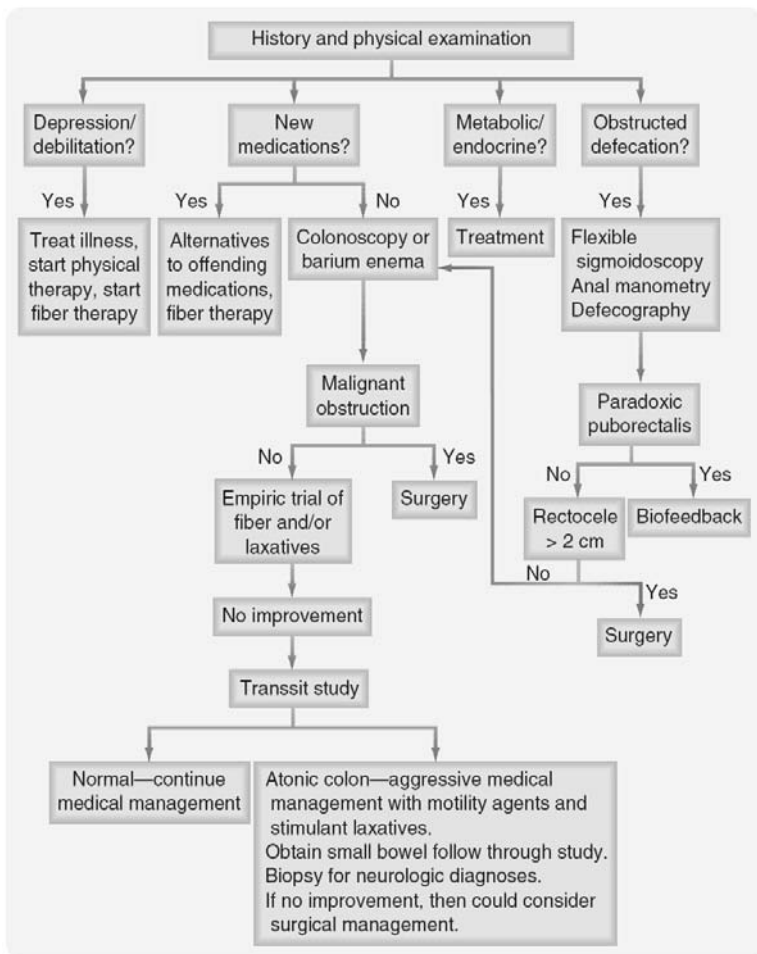 History and physical examination
Depression/
debilitation?
New
medications?
Metabolic/
endocrine?
Obstructed
defecation?
Yes
Yes
No
Yes
Yes
Treat illness,
start physical
therapy, start
fiber therapy
Alternatives
to offending
medications,
fiber therapy
Colonoscopy or
barium enema
Treatment
Flexible
sigmoidoscopy
Anal manometry
Defecography
Malignant
obstruction
Paradoxic
puborectalis
No
Yes
No
Yes
Empiric trial of
fiber and/or
laxatives
Surgery
Rectocele
> 2 cm
Biofeedback
No
Yes
No improvement
Surgery
Transsit study
Normal—continue
medical management
Atonic colon—aggressive medical
management with motility agents and
stimulant laxatives.
Obtain small bowel follow through study.
Biopsy for neurologic diagnoses.
If no improvement, then could consider
surgical management.